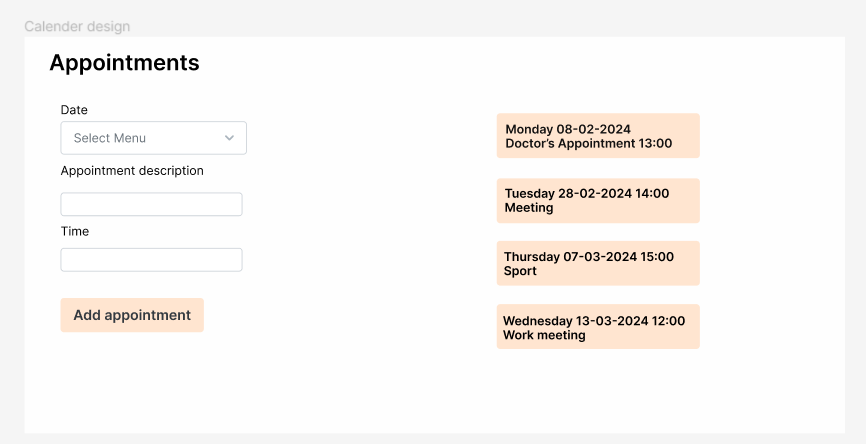 Calender design
Appointments
Date
Select Menu
Appointment description
Time
Add appointment
Monday 08-02-2024
Doctor's Appointment 13:00
Tuesday 28-02-2024 14:00
Meeting
Thursday 07-03-2024 15:00
Sport
Wednesday 13-03-2024 12:00
Work meeting